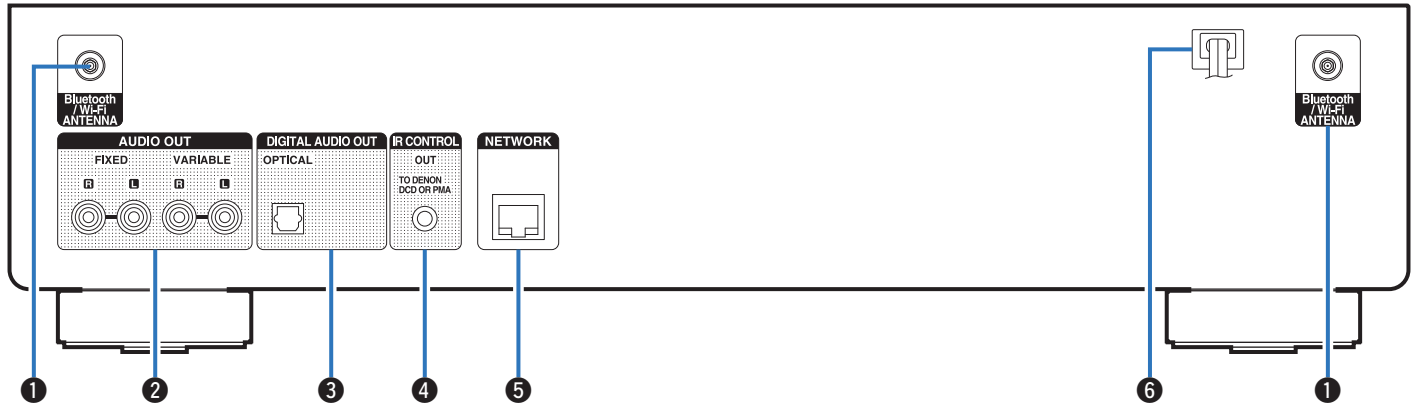 Bluetooth
/ Wi-Fi
ANTENNA
6
Bluetooth
/ Wi-Fi
ANTENNA
AUDIO OUT
FIXED VARIABLE
R L R L
DIGITAL AUDIO OUT
OPTICAL
IR CONTROL
OUT
TO DENON
DCD OR PMA
NETWORK
1 2 3 4 5 6 1